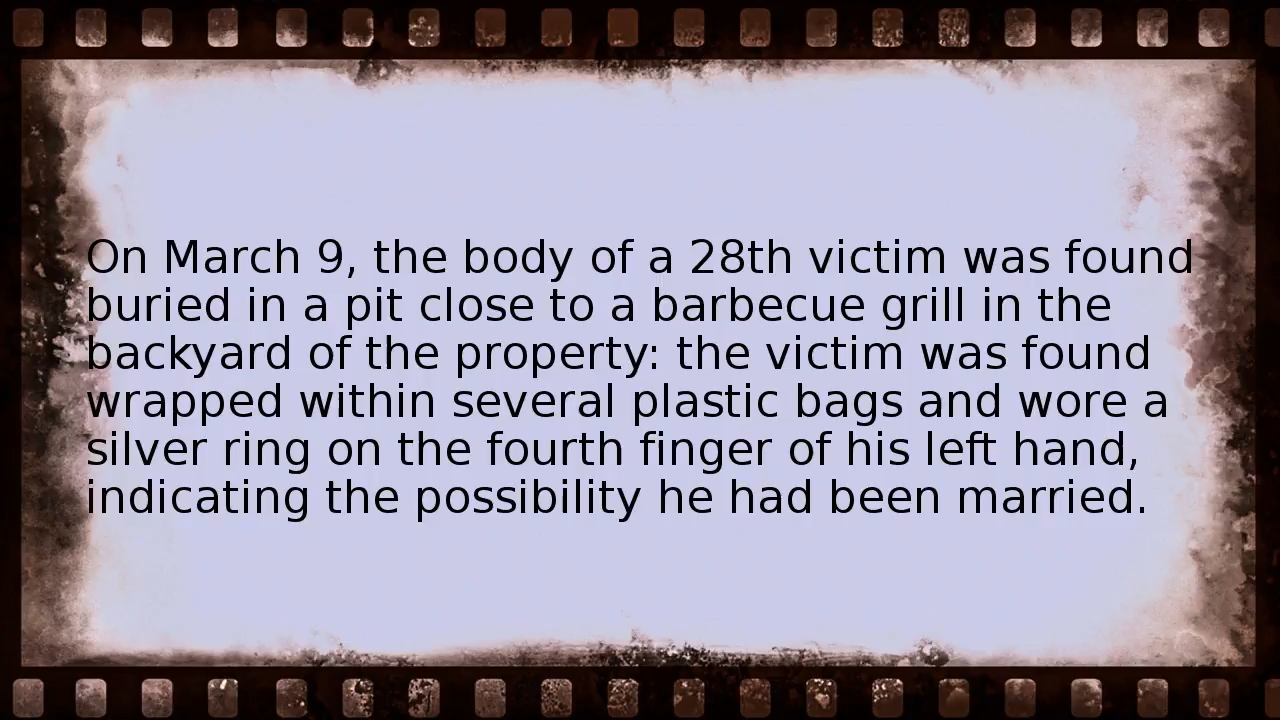 On March 9, the body of a 28th victim was found
buried in a pit close to a barbecue grill in the
backyard of the property: the victim was found
wrapped within several plastic bags and wore a
silver ring on the fourth finger of his left hand,
indicating the possibility he had been married.